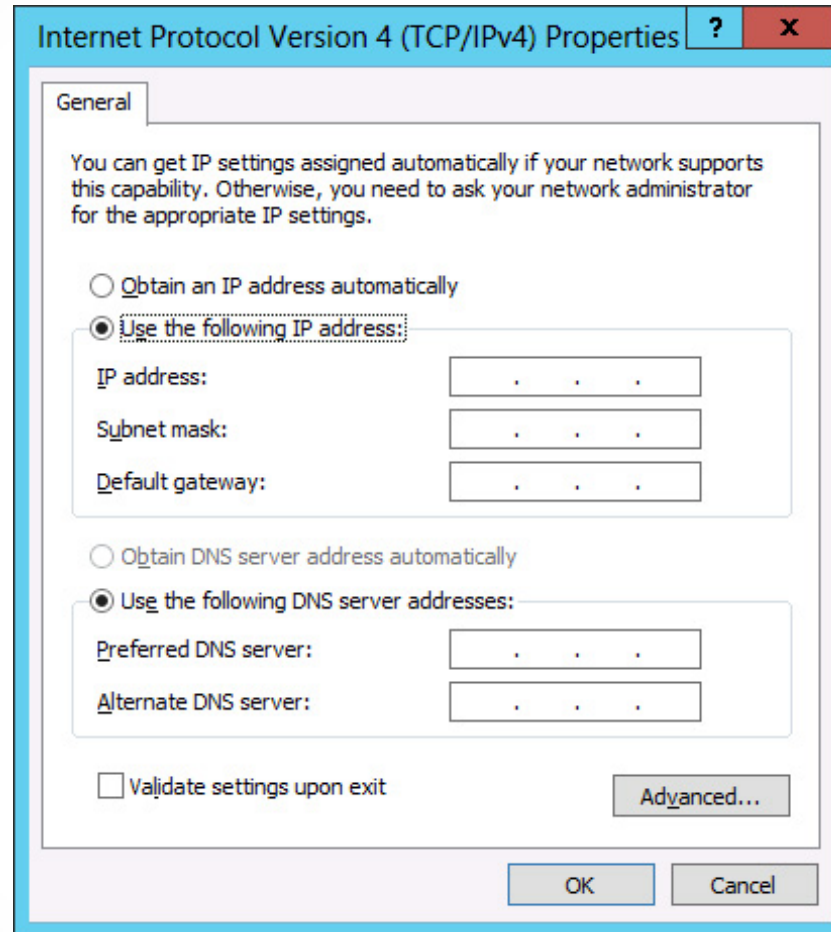 Internet Protocol Version 4 (TCP/IPv4) Properties ? x
General
You can get IP settings assigned automatically if your network supports
this capability. Otherwise, you need to ask your network administrator
for the appropriate IP settings.
Obtain an IP address automatically
Use the following IP address:
IP address: . . .
Subnet mask: . . .
Default gateway: . . .
Obtain DNS server address automatically
Use the following DNS server addresses:
Preferred DNS server: . . .
Alternate DNS server: . . .
Validate settings upon exit
Advanced...
OK Cancel